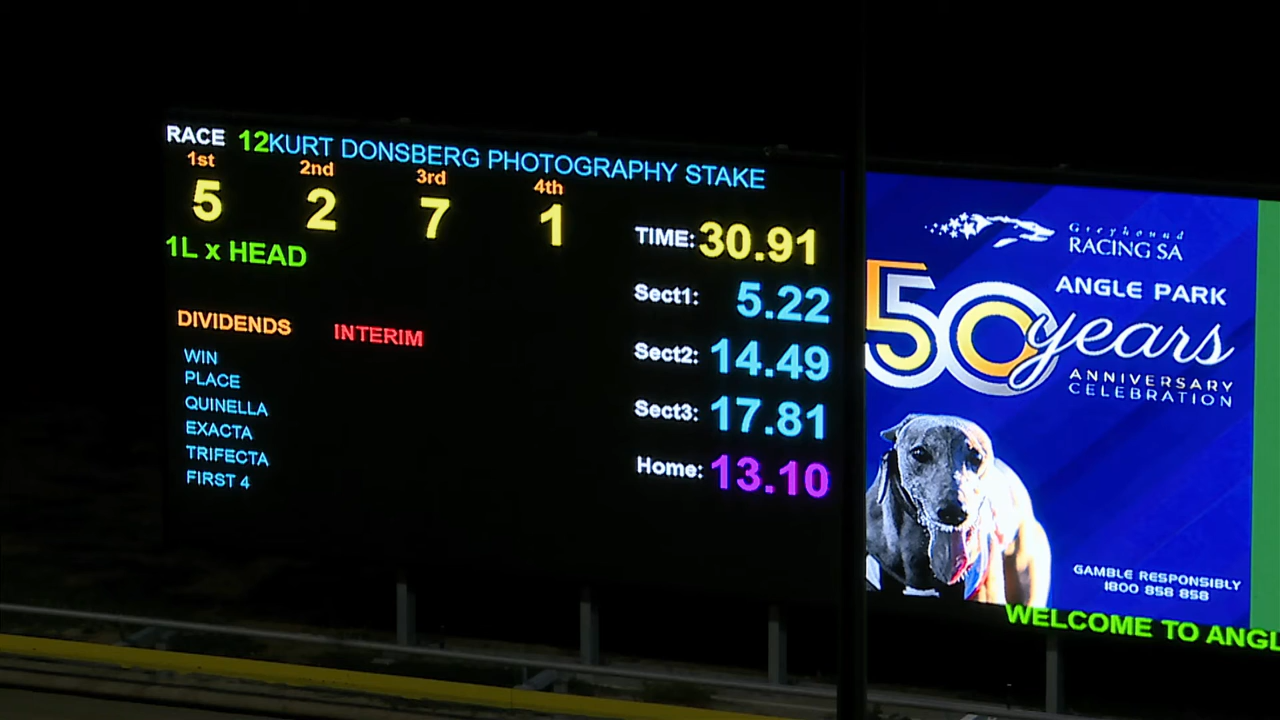 RACE 12KURT DONSBERG PHOTOGRAPHY STAKE
1st 2nd 3rd 4th
5 2 7 1
1L x HEAD
TIME: 30.91
Sect1: 5.22
Sect2: 14.49
Sect3: 17.81
Home: 13.10
DIVIDENDS INTERIM
WIN
PLACE
QUINELLA
EXACTA
TRIFECTA
FIRST 4
Greyhound
RACING SA
ANGLE PARK
50 years
ANNIVERSARY
CELEBRATION
GAMBLE RESPONSIBLY
1800 858 858
WELCOME TO ANGL